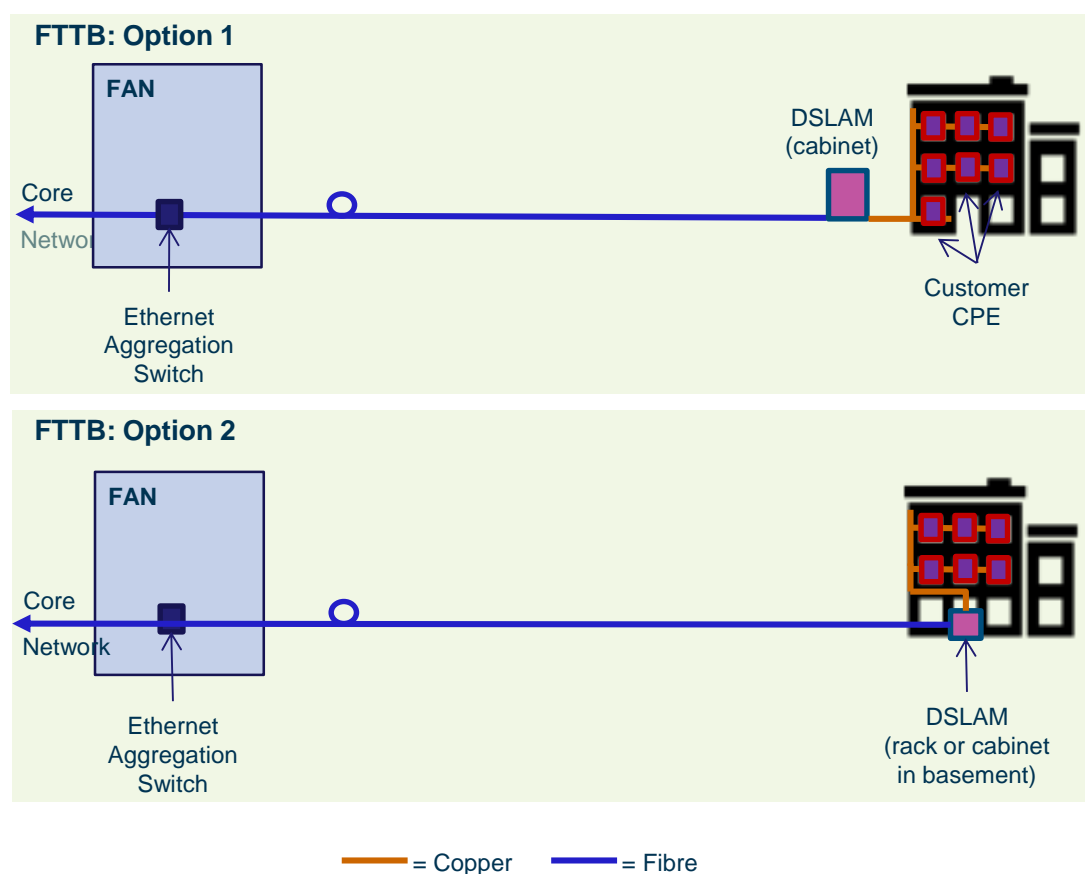 FTTB: Option 1
FAN
DSLAM
(cabinet)
Core
Networ
Ethernet
Aggregation
Switch
Customer
CPE
FTTB: Option 2
FAN
Core
Network
Ethernet
Aggregation
Switch
DSLAM
(rack or cabinet
in basement)
= Copper
= Fibre